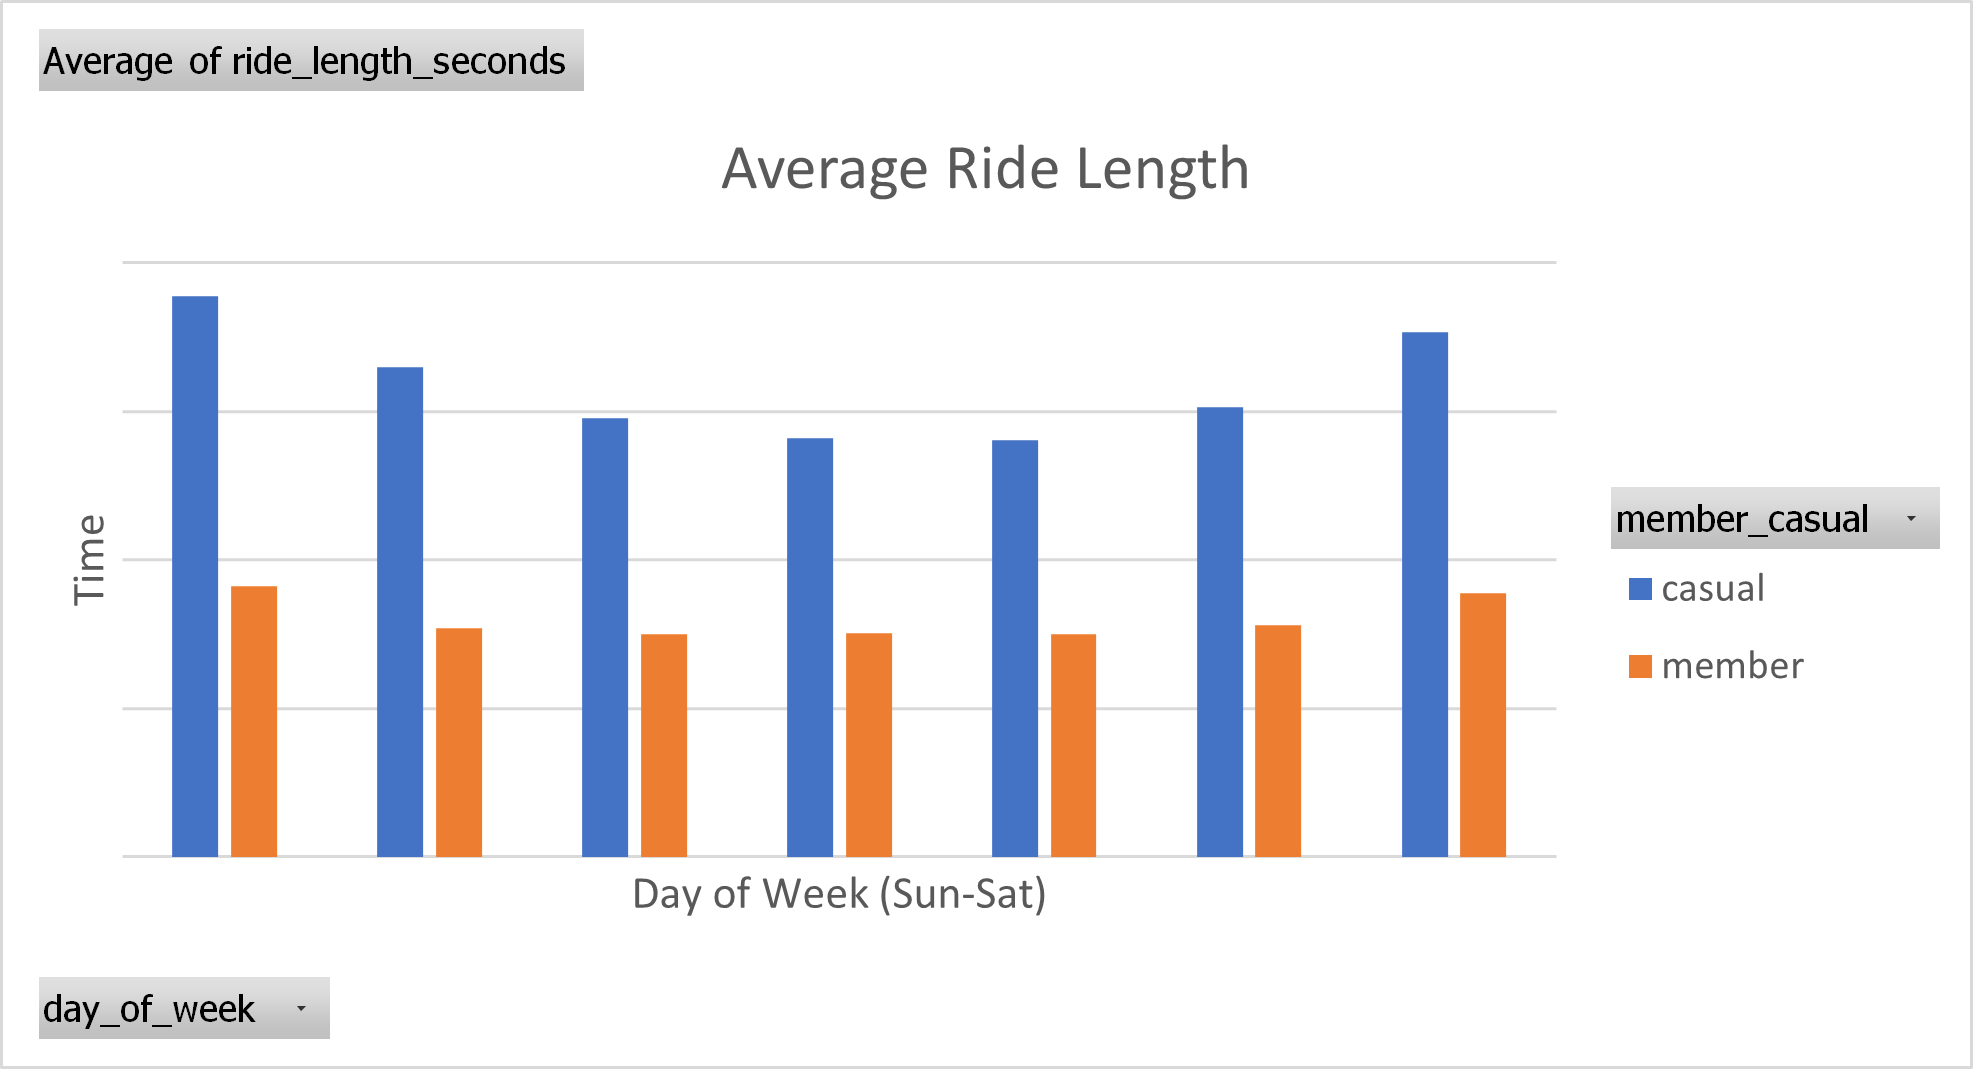 Average of ride_length_seconds
Average Ride Length
Time
Day of Week (Sun-Sat)
member_casual
casual
member
day_of_week